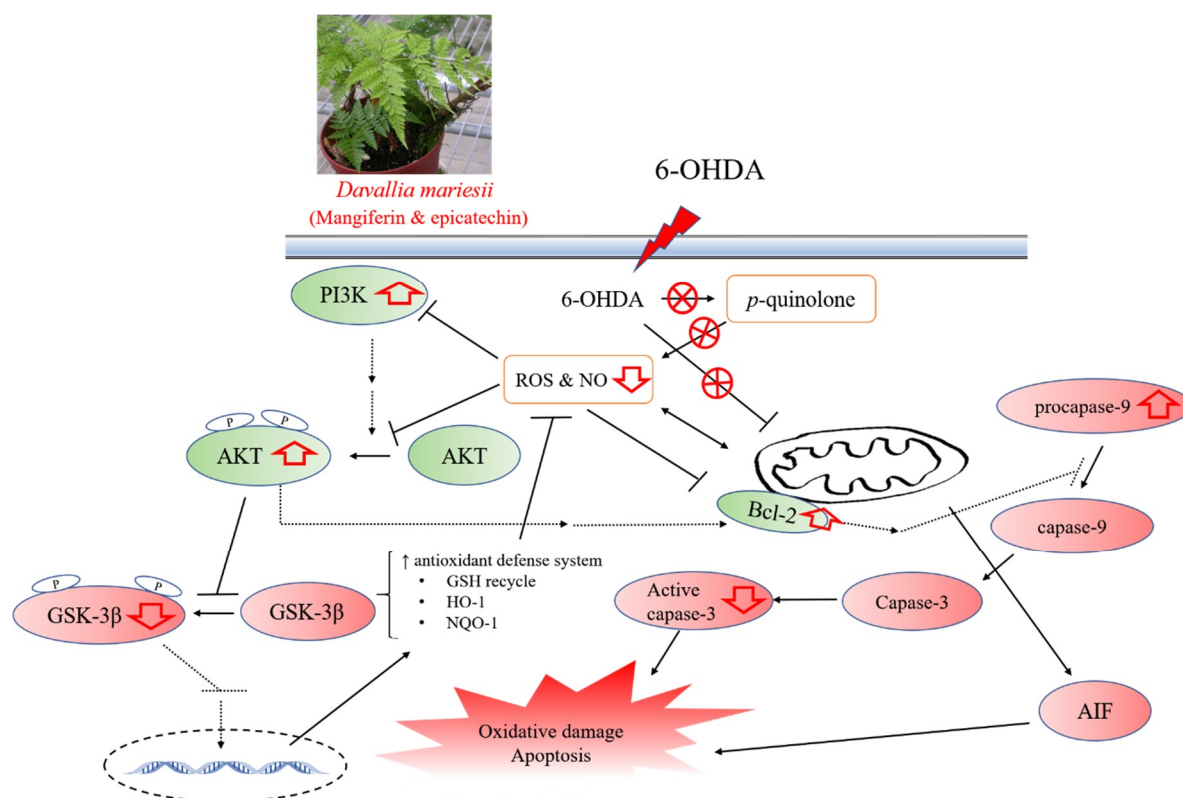 Davallia mariesii
(Mangiferin & epicatechin)
6-OHDA
PI3K
6-OHDA
p-quinolone
ROS & NO
procapase-9
P
P
AKT
AKT
Bcl-2
capase-9
↑ antioxidant defense system
• GSH recycle
• HO-1
• NQO-1
P
P
GSK-3β
GSK-3β
Active
capase-3
Capase-3
Oxidative damage
Apoptosis
AIF